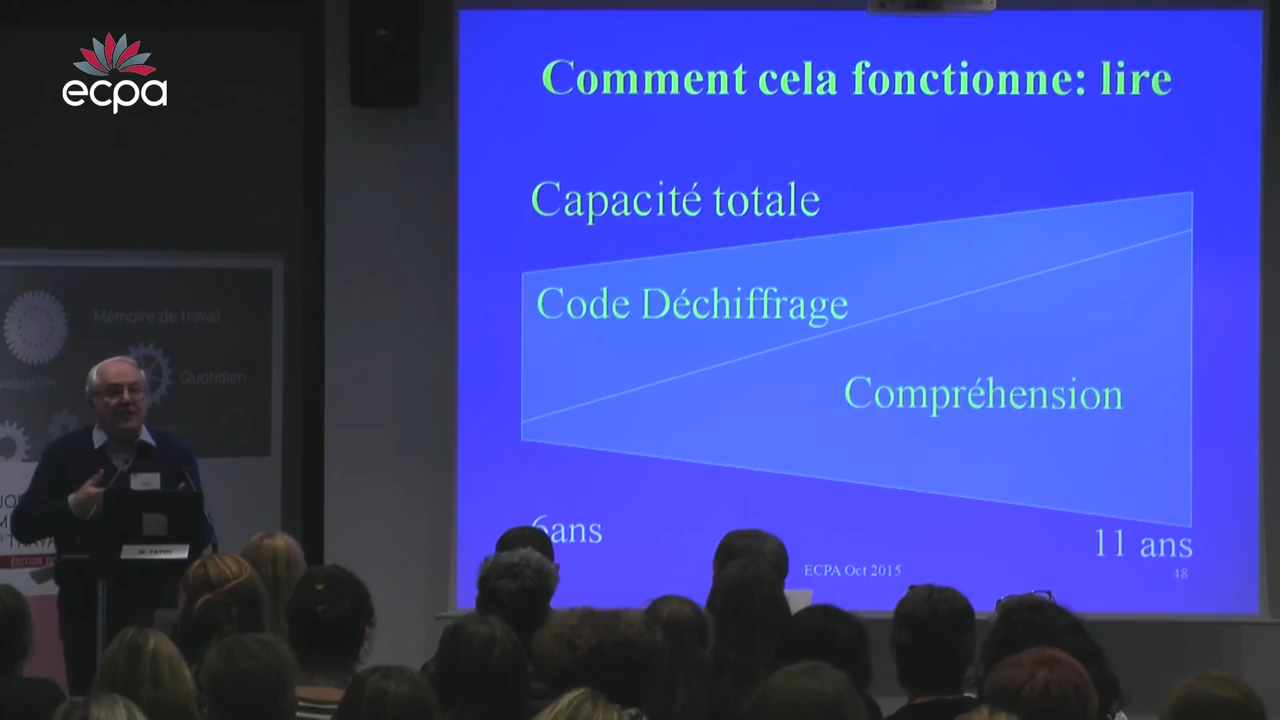 ecpa
Comment cela fonctionne: lire
Capacité totale
Code Déchiffrage
Compréhension
6ans
11 ans
ECPA Oct 2015
48
Mémoire de travail
Quotidien